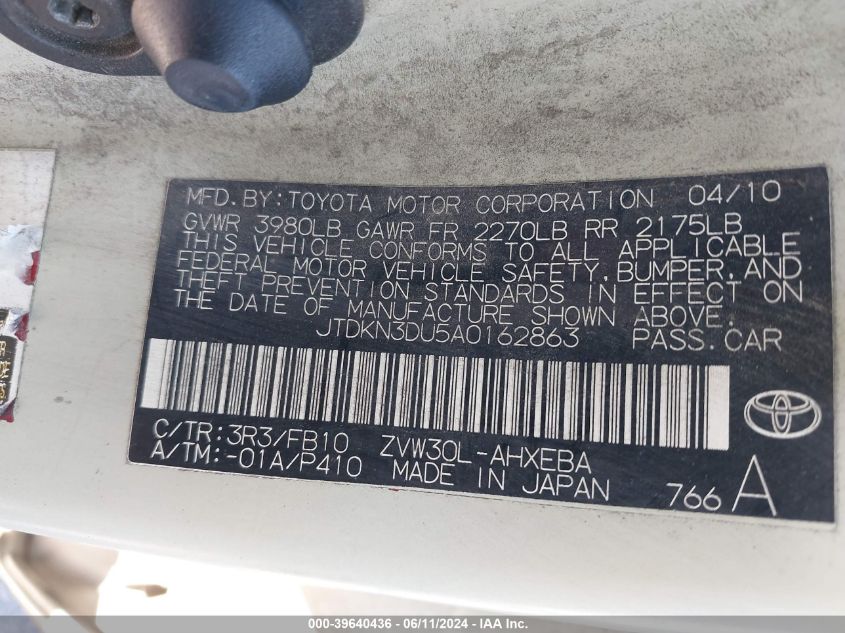 MFD. BY: TOYOTA MOTOR CORPORATION 04/10
GVWR 3980LB GAWR FR 2270LB RR 2175LB
THIS VEHICLE CONFORMS TO ALL APPLICABLE
FEDERAL MOTOR VEHICLE SAFETY, BUMPER, AND
THEFT PREVENTION STANDARDS IN EFFECT ON
THE DATE OF MANUFACTURE SHOWN ABOVE.
JTDKN3DU5A0162863 PASS. CAR
C/TR: 3R3/FB10 ZVW30L-AHXEBA
A/TM: -01A/P410 MADE IN JAPAN
766 A
000-39640436 - 06/11/2024 - IAA Inc.